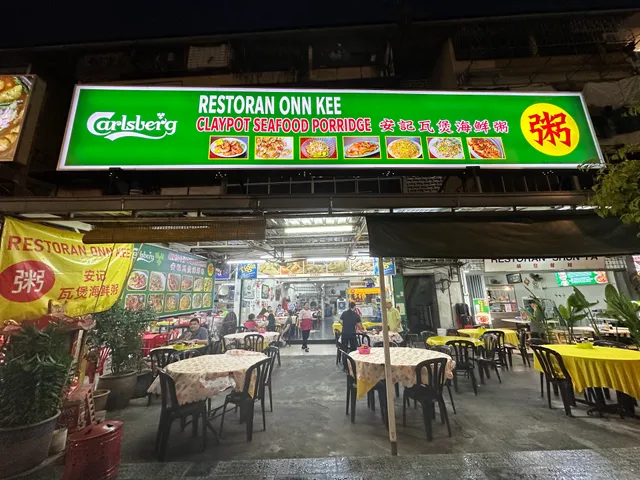 Carlsberg
RESTORAN ONN KEE
CLAYPOT SEAFOOD PORRIDGE 安記瓦煲海鮮粥
粥
RESTORAN ONN KEE
粥
安记
瓦煲海鲜粥
Carlsberg
Carlsberg